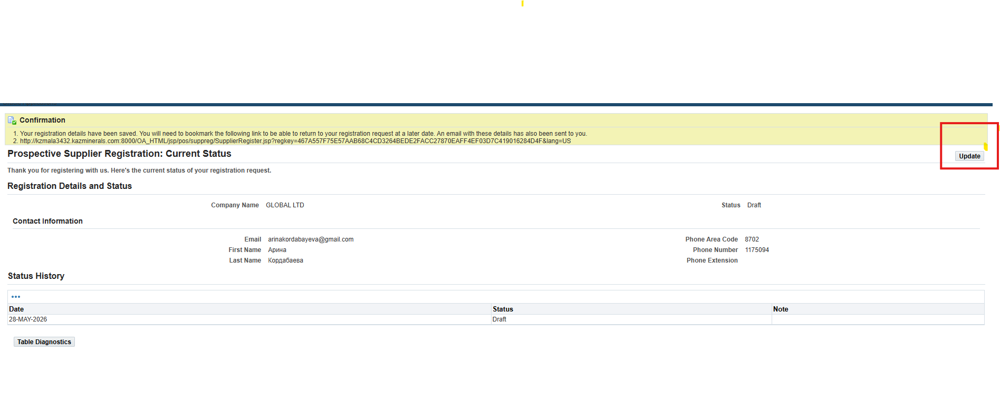 Confirmation
1. Your registration details have been saved. You will need to bookmark the following link to be able to return to your registration request at a later date. An email with these details has also been sent to you.
2. http://kzmala3432.kazminerals.com:8000/OA_HTML/jsp/pos/suppreg/SupplierRegister.jsp?regkey=467A557F75E57AAB68C4CD3264BEDE2FACC27870EAFF4EF03D7C419016284D4F&lang=US
Prospective Supplier Registration: Current Status
Update
Thank you for registering with us. Here's the current status of your registration request.
Registration Details and Status
Company Name GLOBAL LTD
Status Draft
Contact Information
Email arinakordabayeva@gmail.com
Phone Area Code 8702
First Name Арина
Phone Number 1175094
Last Name Кордабаева
Phone Extension
Status History
Date Status Note
28-MAY-2026 Draft
Table Diagnostics